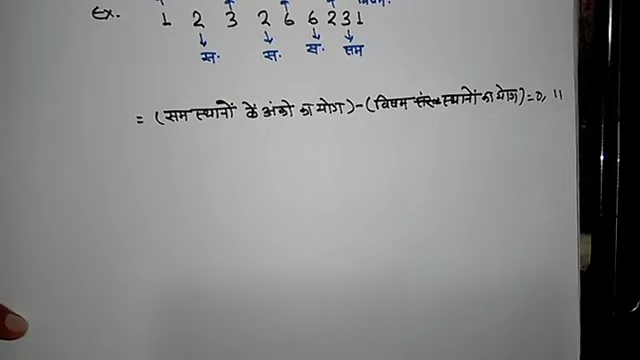 Ex. 1 2 3 2 6 6 2 3 1
स. स. स. सम
= (सम स्थानों के अंको का योग) - (विषम स्थानों का योग) = 0, 11